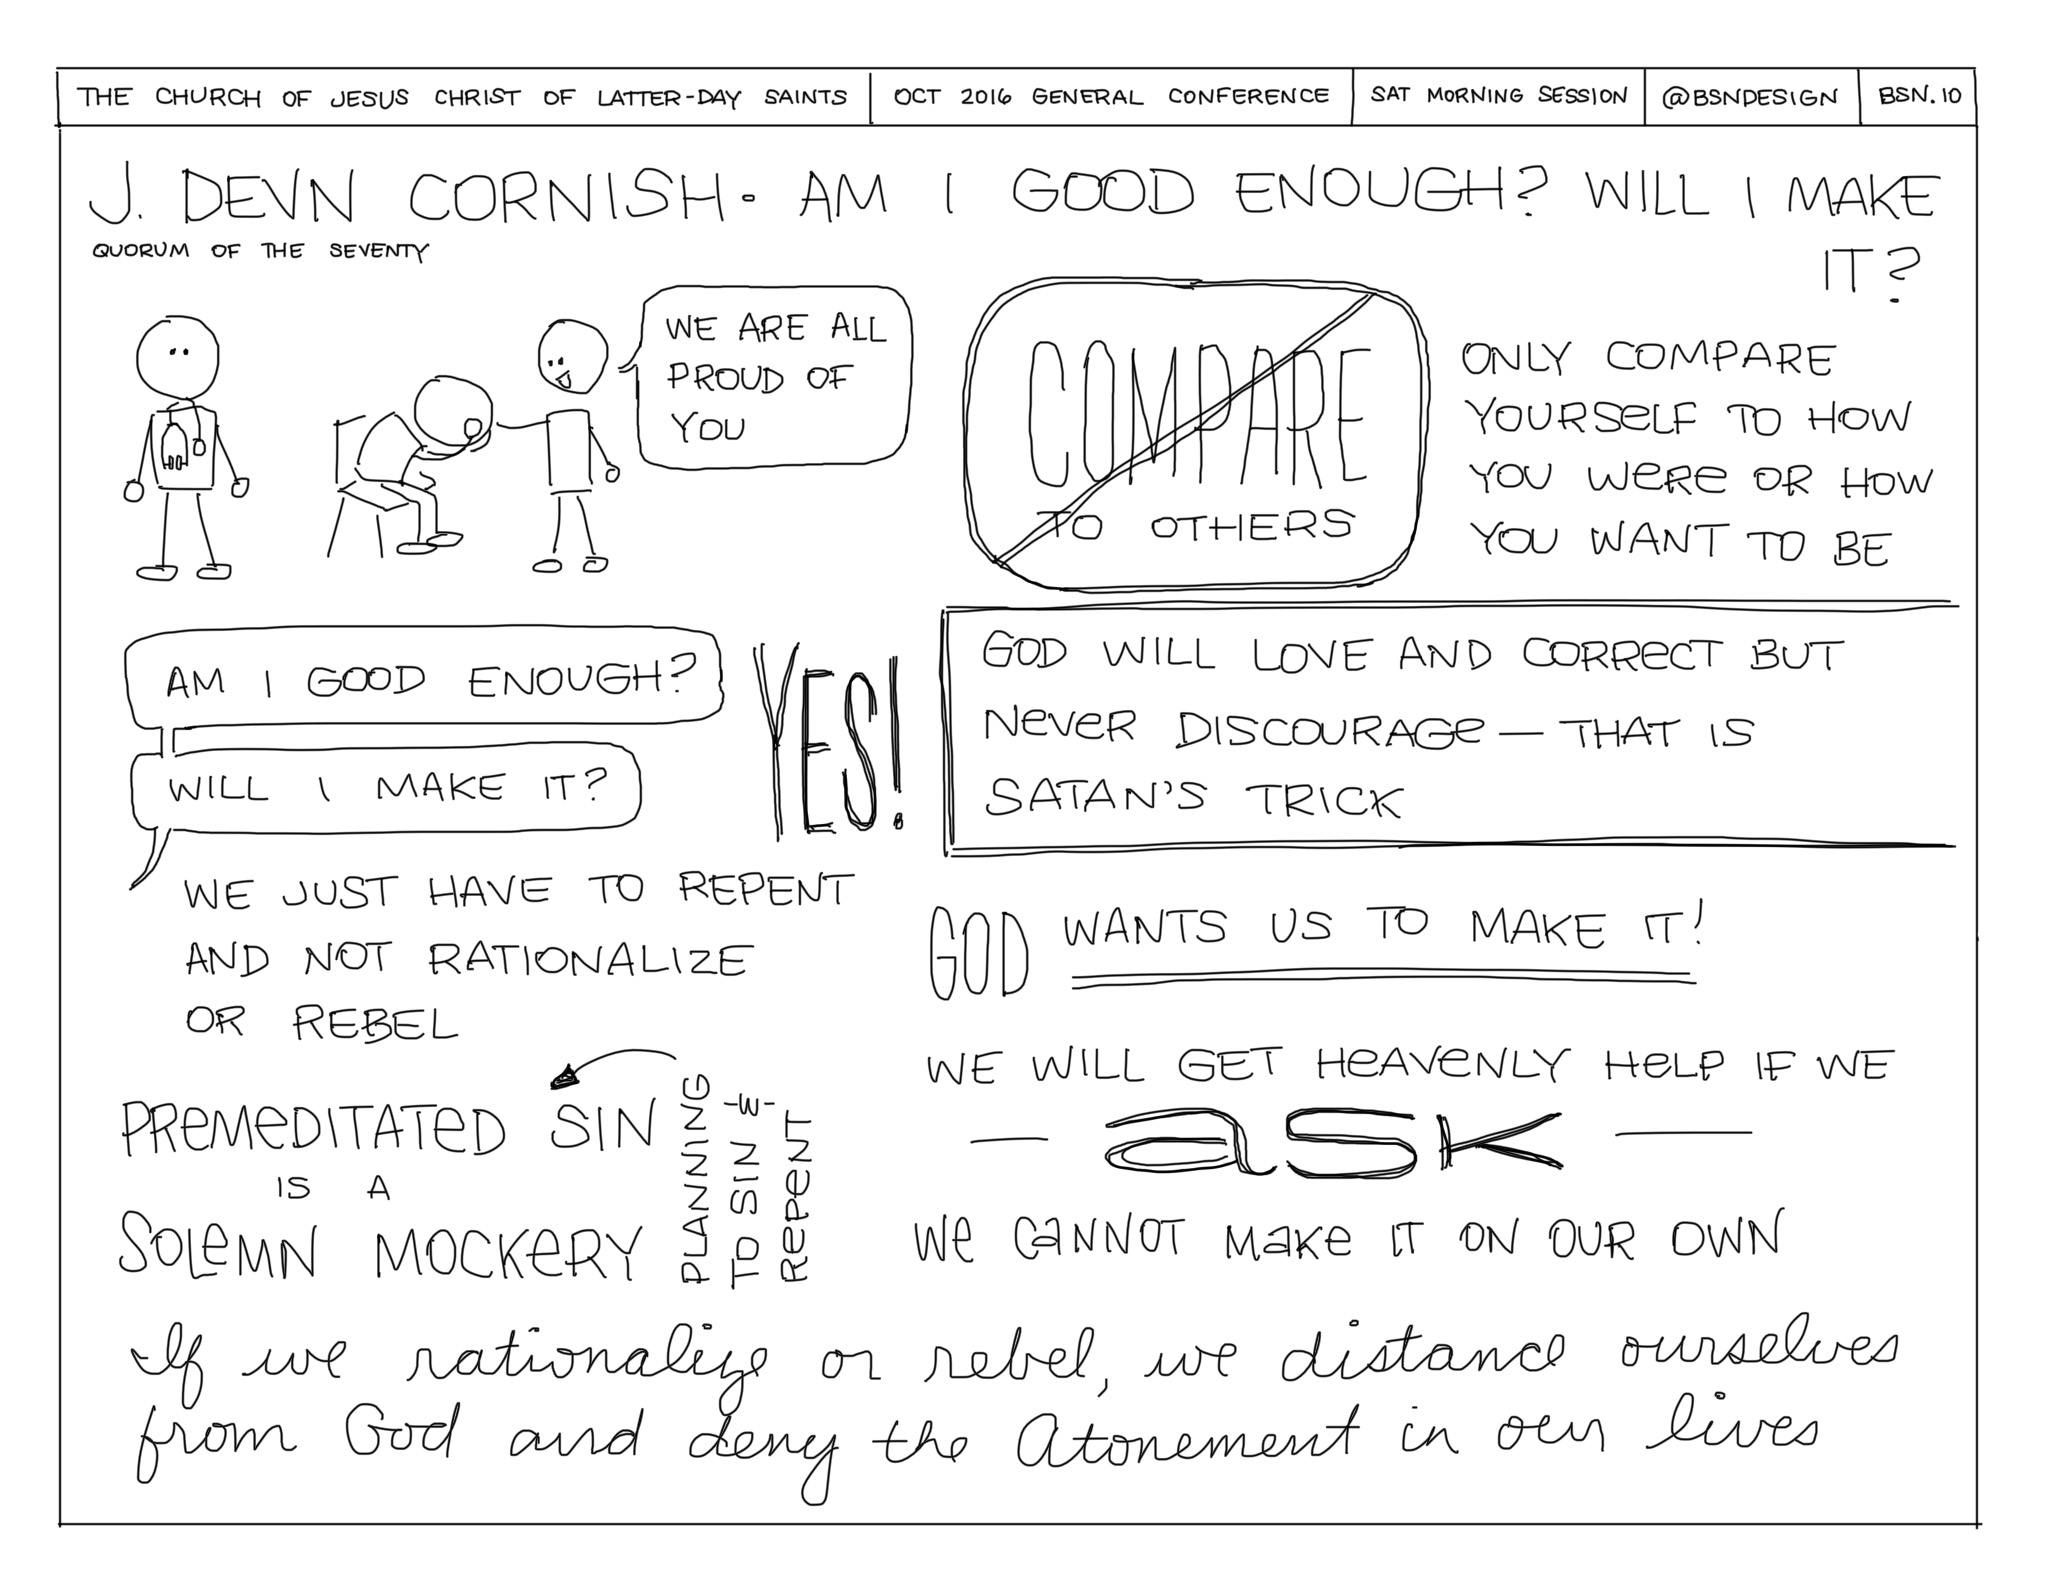 THE CHURCH OF JESUS CHRIST OF LATTER-DAY SAINTS
OCT 2016 GENERAL CONFERENCE
SAT MORNING SESSION
@BSNDESIGN
BSN.10
J. DEVN CORNISH. AM I GOOD ENOUGH? WILL I MAKE
IT?
QUORUM OF THE SEVENTY
WE ARE ALL
PROUD OF
YOU
COMPARE
TO OTHERS
ONLY COMPARE
YOURSELF TO HOW
YOU WERE OR HOW
YOU WANT TO BE
AM I GOOD ENOUGH?
WILL I MAKE IT?
YES!
GOD WILL LOVE AND CORRECT BUT
NEVER DISCOURAGE — THAT IS
SATAN'S TRICK
WE JUST HAVE TO REPENT
AND NOT RATIONALIZE
OR REBEL
GOD WANTS US TO MAKE IT!
PREMEDITATED SIN
IS A
SOLEMN MOCKERY
PLANNING
TO SIN -&-
REPENT
WE WILL GET HEAVENLY HELP IF WE
— ASK —
WE CANNOT MAKE IT ON OUR OWN
If we rationalize or rebel, we distance ourselves
from God and deny the Atonement in our lives